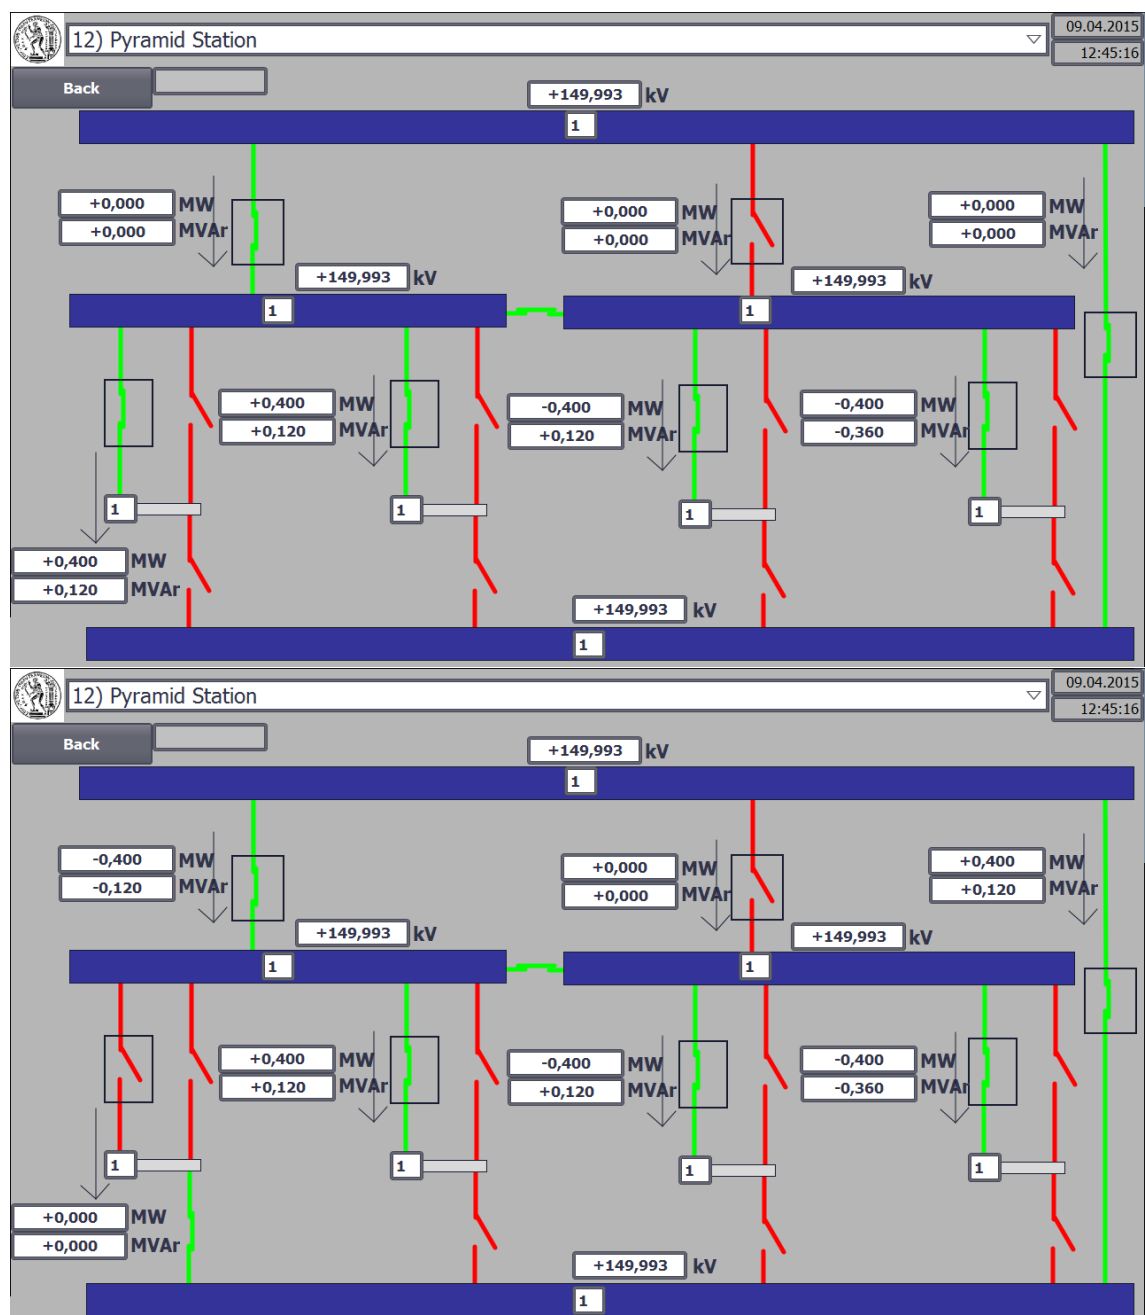 12) Pyramid Station
09.04.2015
12:45:16
Back
+149,993 kV
1
+0,000 MW
+0,000 MVAr
+0,000 MW
+0,000 MVAr
+0,000 MW
+0,000 MVAr
+149,993 kV
1
+149,993 kV
1
+0,400 MW
+0,120 MVAr
-0,400 MW
+0,120 MVAr
-0,400 MW
-0,360 MVAr
1
1
1
1
+0,400 MW
+0,120 MVAr
+149,993 kV
1
12) Pyramid Station
09.04.2015
12:45:16
Back
+149,993 kV
1
-0,400 MW
-0,120 MVAr
+0,000 MW
+0,000 MVAr
+0,400 MW
+0,120 MVAr
+149,993 kV
1
+149,993 kV
1
+0,400 MW
+0,120 MVAr
-0,400 MW
+0,120 MVAr
-0,400 MW
-0,360 MVAr
1
1
1
1
+0,000 MW
+0,000 MVAr
+149,993 kV
1